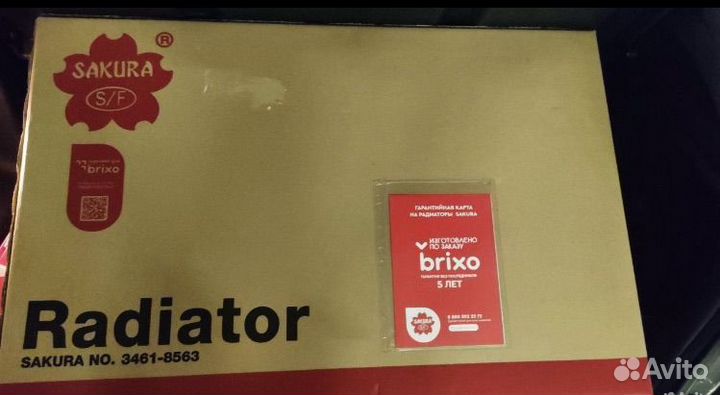 SAKURA
®
S/F
brixo
ГАРАНТИЙНАЯ КАРТА
НА РАДИАТОРЫ SAKURA
ИЗГОТОВЛЕНО
ПО ЗАКАЗУ
brixo
5 ЛЕТ
SAKURA
S/F
Radiator
SAKURA NO. 3461-8563
Avito